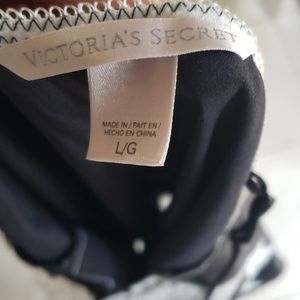 VICTORIA'S SECRET
MADE IN / FAIT EN /
HECHO EN CHINA
L/G